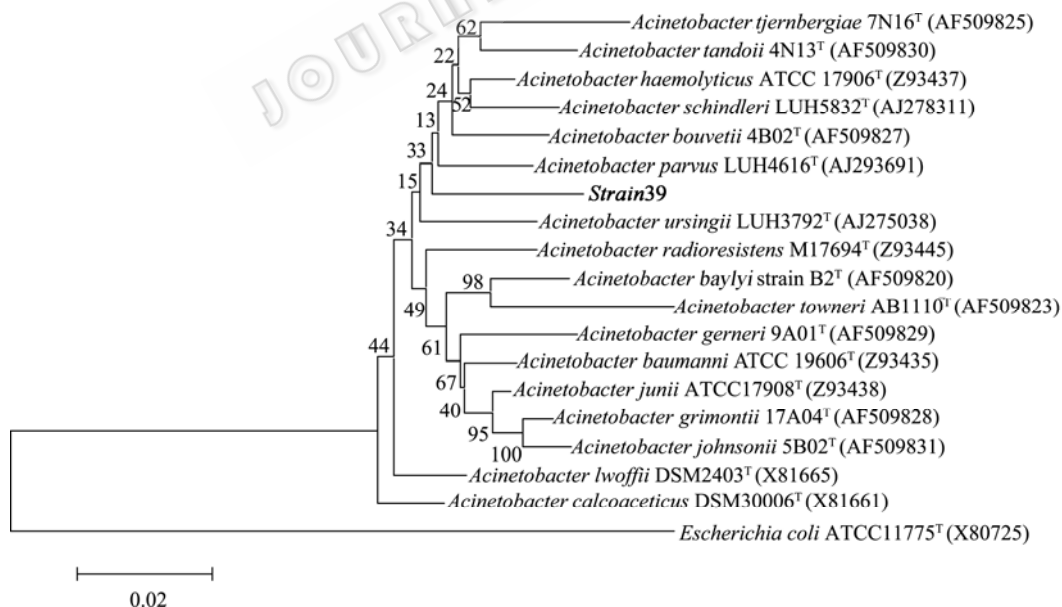 JOURN
62
Acinetobacter tjernbergiae 7N16ᵀ (AF509825)
Acinetobacter tandoii 4N13ᵀ (AF509830)
22
Acinetobacter haemolyticus ATCC 17906ᵀ (Z93437)
24
52
Acinetobacter schindleri LUH5832ᵀ (AJ278311)
13
Acinetobacter bouvetii 4B02ᵀ (AF509827)
33
Acinetobacter parvus LUH4616ᵀ (AJ293691)
15
Strain39
34
Acinetobacter ursingii LUH3792ᵀ (AJ275038)
Acinetobacter radioresistens M17694ᵀ (Z93445)
98
Acinetobacter baylyi strain B2ᵀ (AF509820)
49
Acinetobacter towneri AB1110ᵀ (AF509823)
61
Acinetobacter gerneri 9A01ᵀ (AF509829)
44
Acinetobacter baumanni ATCC 19606ᵀ (Z93435)
67
Acinetobacter junii ATCC17908ᵀ (Z93438)
40
Acinetobacter grimontii 17A04ᵀ (AF509828)
95
Acinetobacter johnsonii 5B02ᵀ (AF509831)
100
Acinetobacter lwoffii DSM2403ᵀ (X81665)
Acinetobacter calcoaceticus DSM30006ᵀ (X81661)
Escherichia coli ATCC11775ᵀ (X80725)
0.02